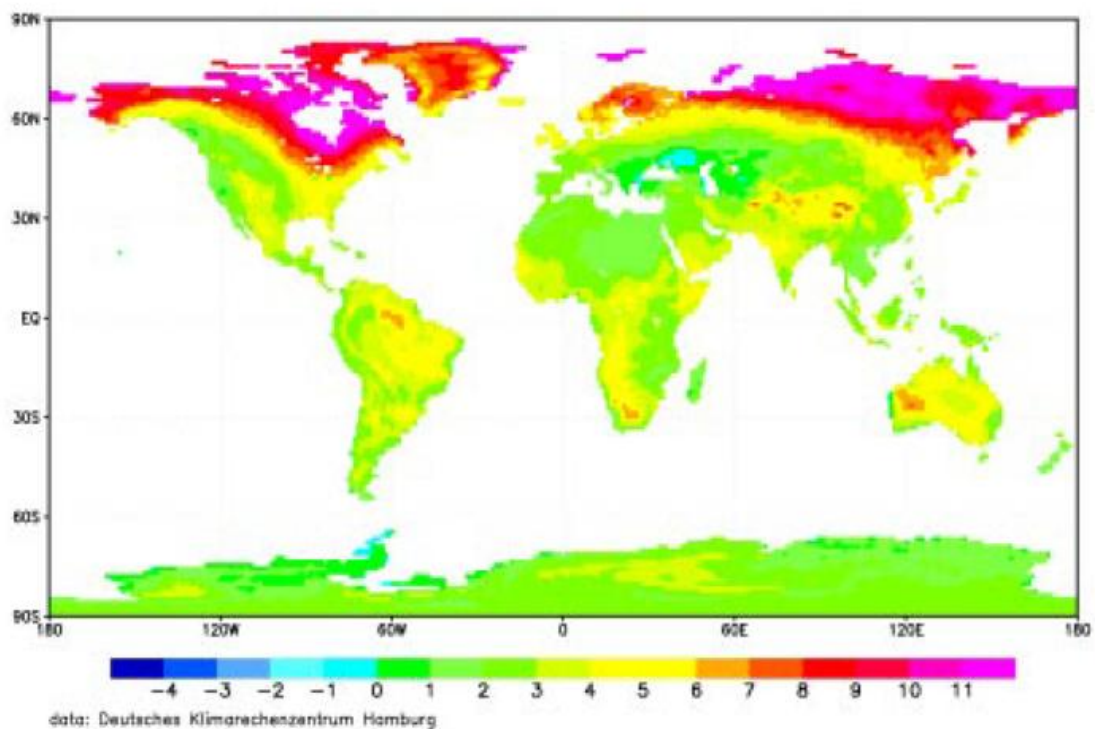 90N
60N
30N
EQ
30S
60S
90S
180 120W 60W 0 60E 120E 180
-4 -3 -2 -1 0 1 2 3 4 5 6 7 8 9 10 11
data: Deutsches Klimarechenzentrum Hamburg